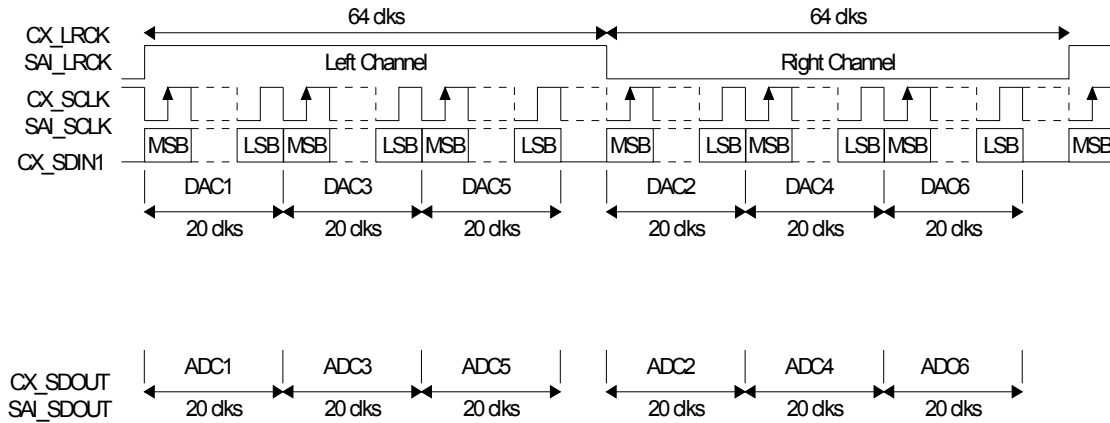 64 clks 64 clks
CX_LRCK
SAI_LRCK Left Channel Right Channel
CX_SCLK
SAI_SCLK
CX_SDIN1 MSB LSB MSB LSB MSB LSB MSB LSB MSB LSB MSB LSB MSB
DAC1 DAC3 DAC5 DAC2 DAC4 DAC6
20 clks 20 clks 20 clks 20 clks 20 clks 20 clks
ADC1 ADC3 ADC5 ADC2 ADC4 ADC6
CX_SDOUT
SAI_SDOUT 20 clks 20 clks 20 clks 20 clks 20 clks 20 clks